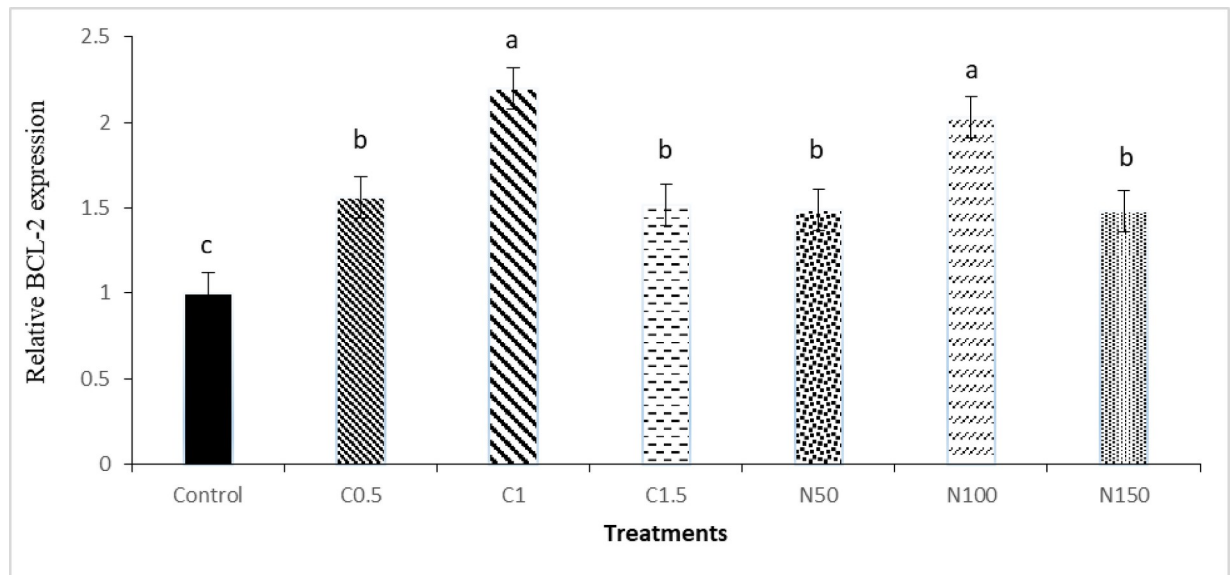 Relative BCL-2 expression
2.5
2
1.5
1
0.5
0
c
b
a
b
b
a
b
Control C0.5 C1 C1.5 N50 N100 N150
Treatments